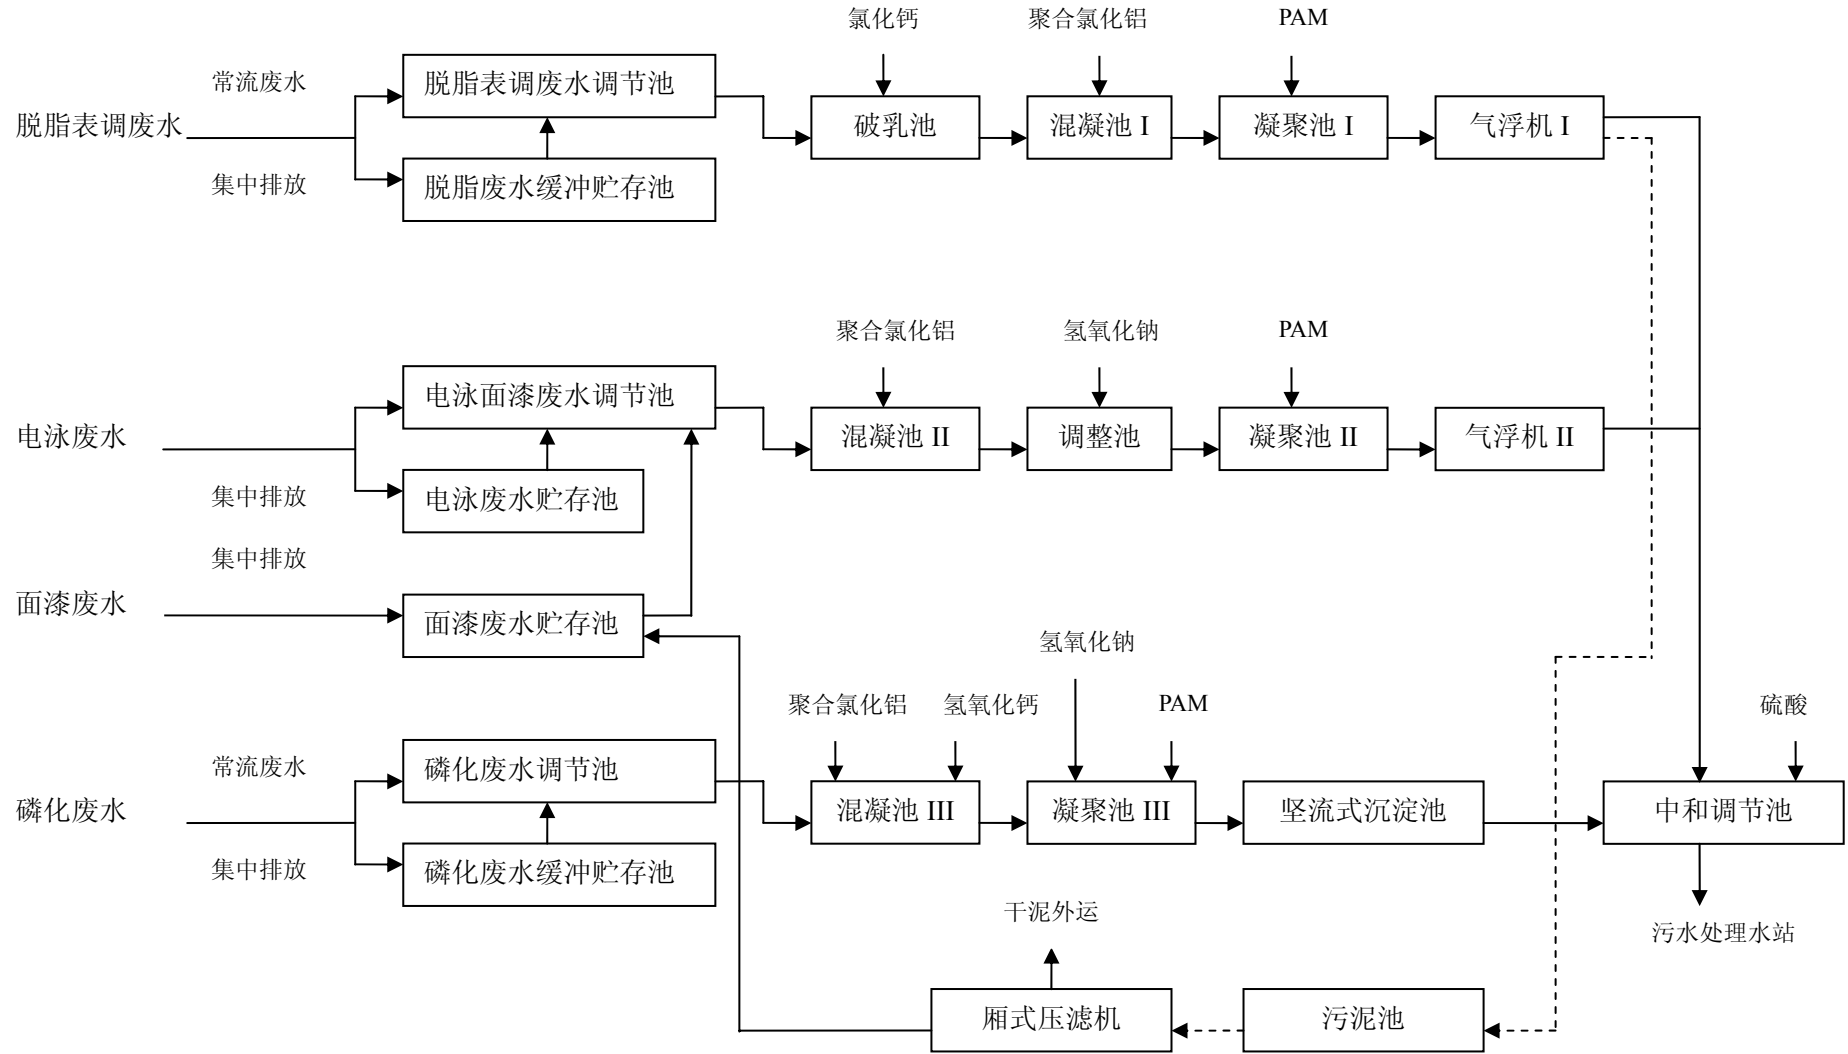 氯化钙
聚合氯化铝
PAM
常流废水
脱脂表调废水调节池
脱脂表调废水
破乳池
混凝池 I
凝聚池 I
气浮机 I
集中排放
脱脂废水缓冲贮存池
聚合氯化铝
氢氧化钠
PAM
电泳面漆废水调节池
电泳废水
混凝池 II
调整池
凝聚池 II
气浮机 II
集中排放
电泳废水贮存池
集中排放
面漆废水
面漆废水贮存池
氢氧化钠
聚合氯化铝
氢氧化钙
PAM
硫酸
常流废水
磷化废水调节池
磷化废水
混凝池 III
凝聚池 III
坚流式沉淀池
中和调节池
集中排放
磷化废水缓冲贮存池
干泥外运
污水处理水站
厢式压滤机
污泥池